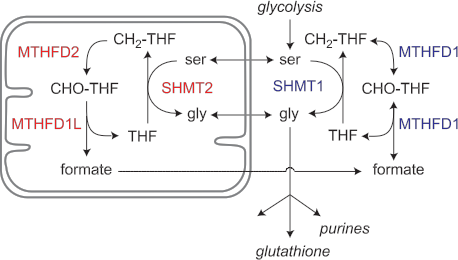 glycolysis
CH2-THF
CH2-THF
MTHFD2
ser
ser
MTHFD1
CHO-THF
SHMT2
SHMT1
CHO-THF
MTHFD1L
gly
gly
MTHFD1
THF
THF
formate
formate
purines
glutathione